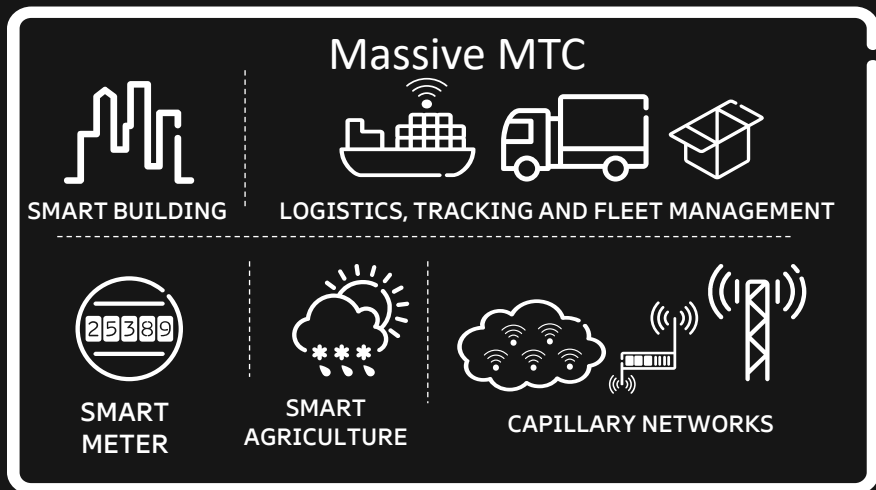 Massive MTC
SMART BUILDING
LOGISTICS, TRACKING AND FLEET MANAGEMENT
25389
SMART
METER
SMART
AGRICULTURE
CAPILLARY NETWORKS